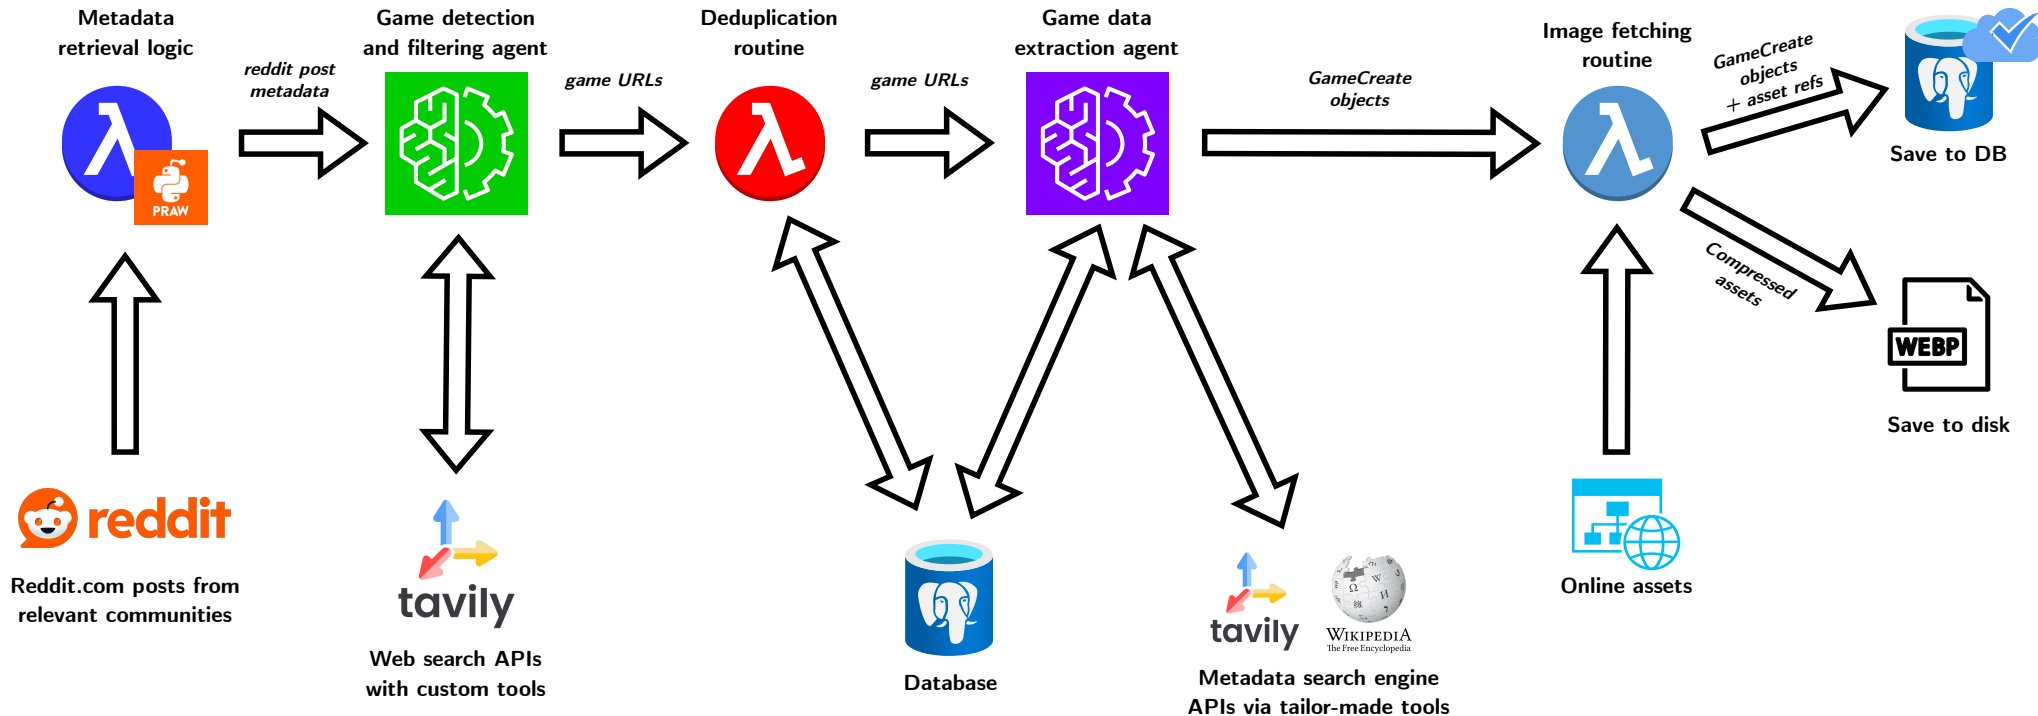 Metadata
retrieval logic
Game detection
and filtering agent
Deduplication
routine
Game data
extraction agent
Image fetching
routine
reddit post
metadata
game URLs
game URLs
GameCreate
objects
GameCreate
objects
+ asset refs
PRAW
Save to DB
Compressed
assets
WEBP
Save to disk
reddit
Reddit.com posts from
relevant communities
tavily
Web search APIs
with custom tools
Database
tavily
WIKIPEDIA
The Free Encyclopedia
Metadata search engine
APIs via tailor-made tools
Online assets